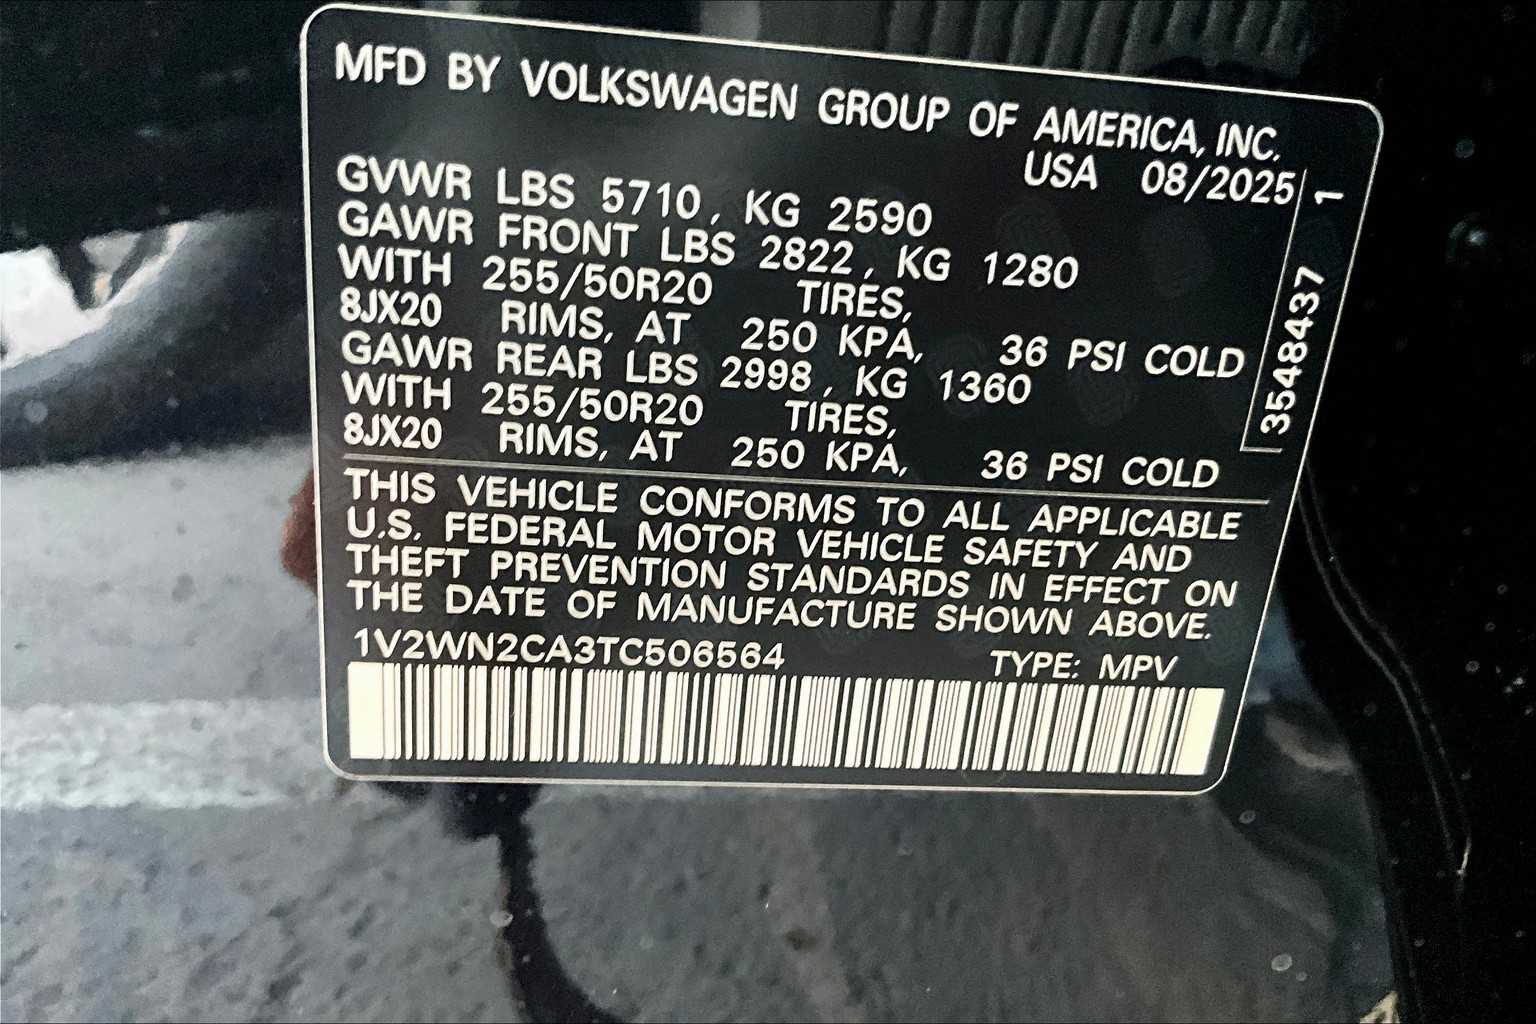 MFD BY VOLKSWAGEN GROUP OF AMERICA, INC.
USA 08/2025
GVWR LBS 5710, KG 2590
GAWR FRONT LBS 2822, KG 1280
WITH 255/50R20 TIRES,
8JX20 RIMS, AT 250 KPA, 36 PSI COLD
GAWR REAR LBS 2998, KG 1360
WITH 255/50R20 TIRES,
8JX20 RIMS, AT 250 KPA, 36 PSI COLD
3548437 1
THIS VEHICLE CONFORMS TO ALL APPLICABLE
U.S. FEDERAL MOTOR VEHICLE SAFETY AND
THEFT PREVENTION STANDARDS IN EFFECT ON
THE DATE OF MANUFACTURE SHOWN ABOVE.
1V2WN2CA3TC506564 TYPE: MPV